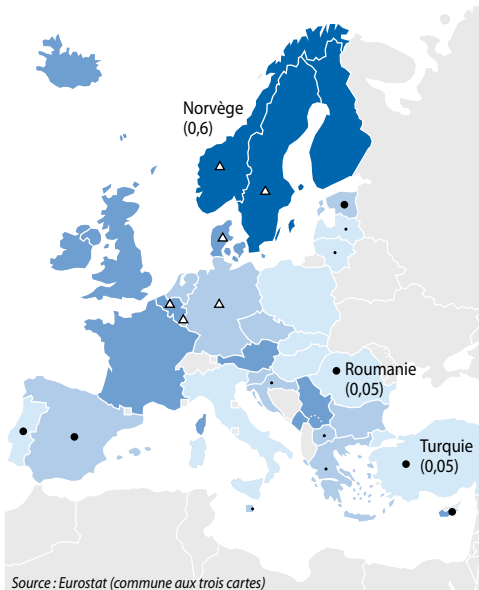 Norvège
(0,6)
Roumanie
(0,05)
Turquie
(0,05)
Source : Eurostat (commune aux trois cartes)